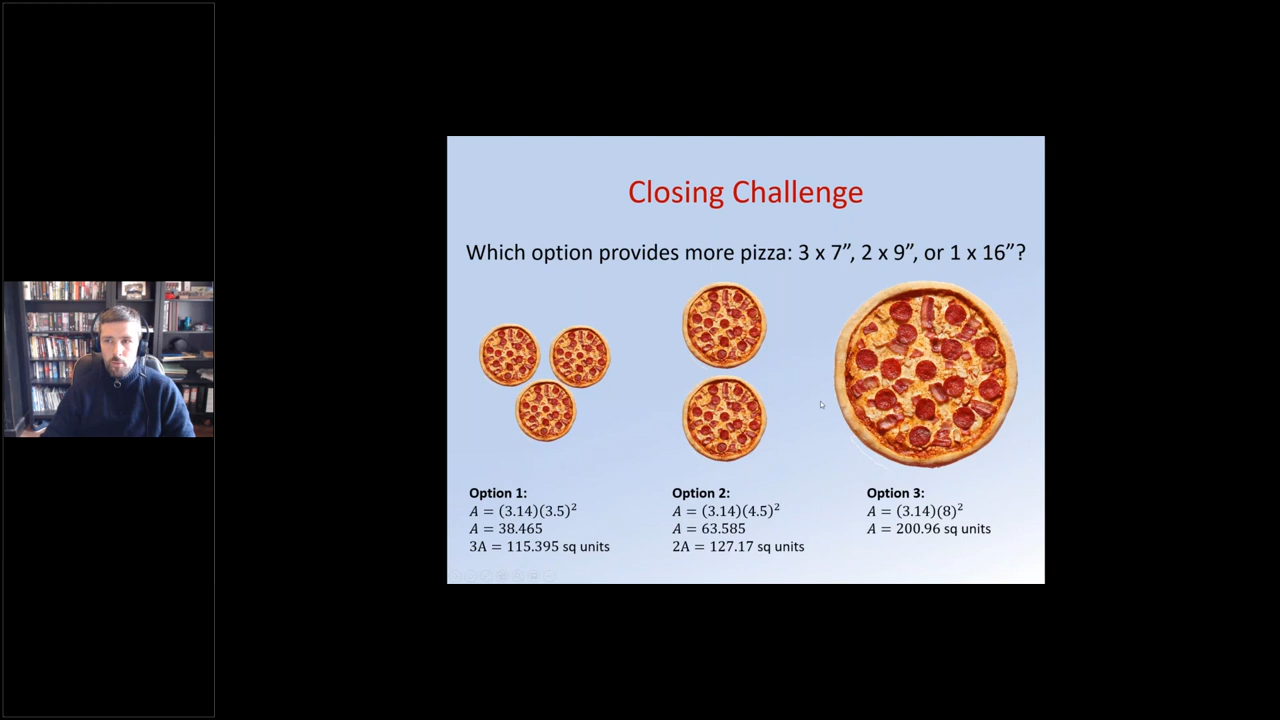 Closing Challenge
Which option provides more pizza: 3 x 7”, 2 x 9”, or 1 x 16”?
Option 1:
A = (3.14)(3.5)²
A = 38.465
3A = 115.395 sq units
Option 2:
A = (3.14)(4.5)²
A = 63.585
2A = 127.17 sq units
Option 3:
A = (3.14)(8)²
A = 200.96 sq units